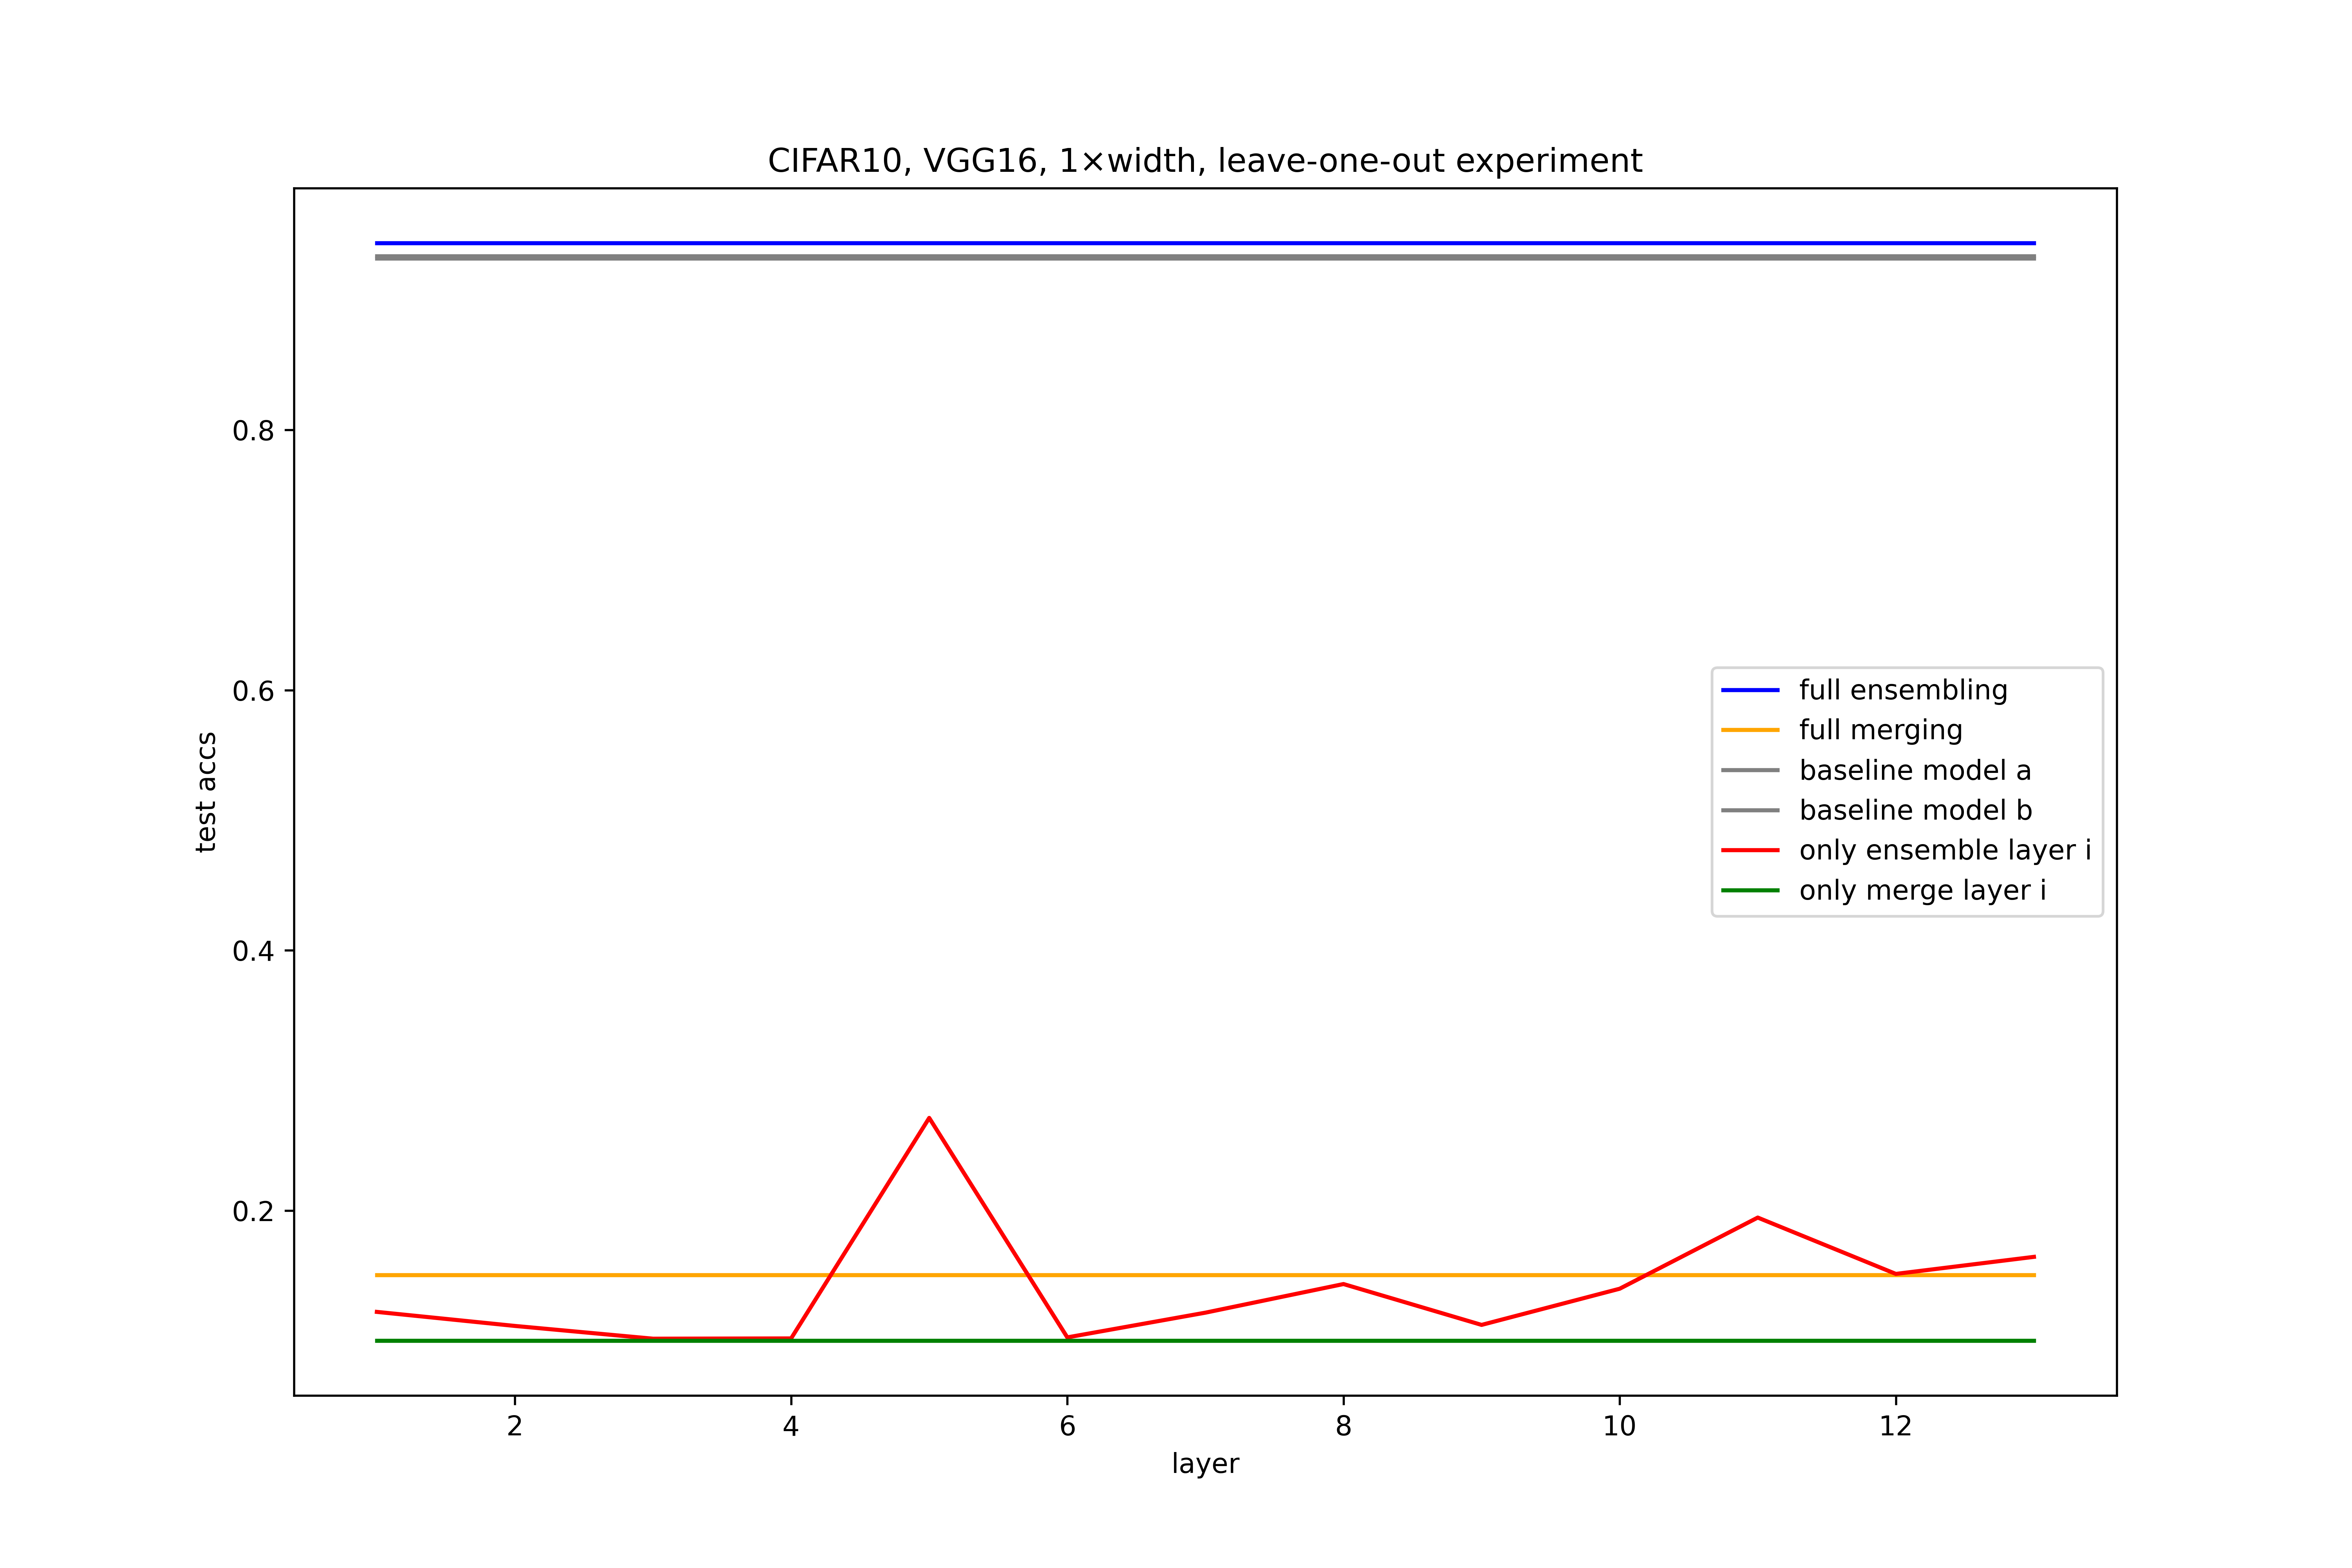 CIFAR10, VGG16, 1×width, leave-one-out experiment
0.8
0.6
0.4
0.2
test accs
full ensembling
full merging
baseline model a
baseline model b
only ensemble layer i
only merge layer i
2 4 6 8 10 12
layer